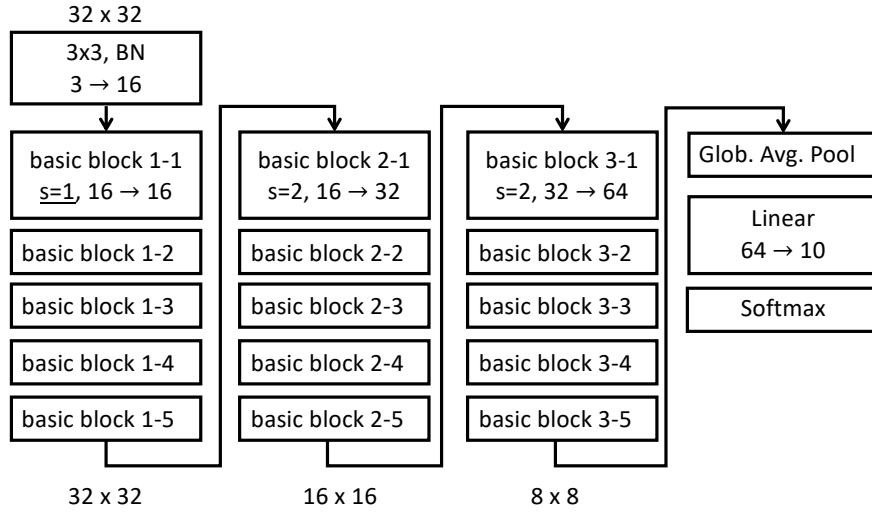 32 x 32
3x3, BN
3 → 16
basic block 1-1
s=1, 16 → 16
basic block 1-2
basic block 1-3
basic block 1-4
basic block 1-5
32 x 32
basic block 2-1
s=2, 16 → 32
basic block 2-2
basic block 2-3
basic block 2-4
basic block 2-5
16 x 16
basic block 3-1
s=2, 32 → 64
basic block 3-2
basic block 3-3
basic block 3-4
basic block 3-5
8 x 8
Glob. Avg. Pool
Linear
64 → 10
Softmax